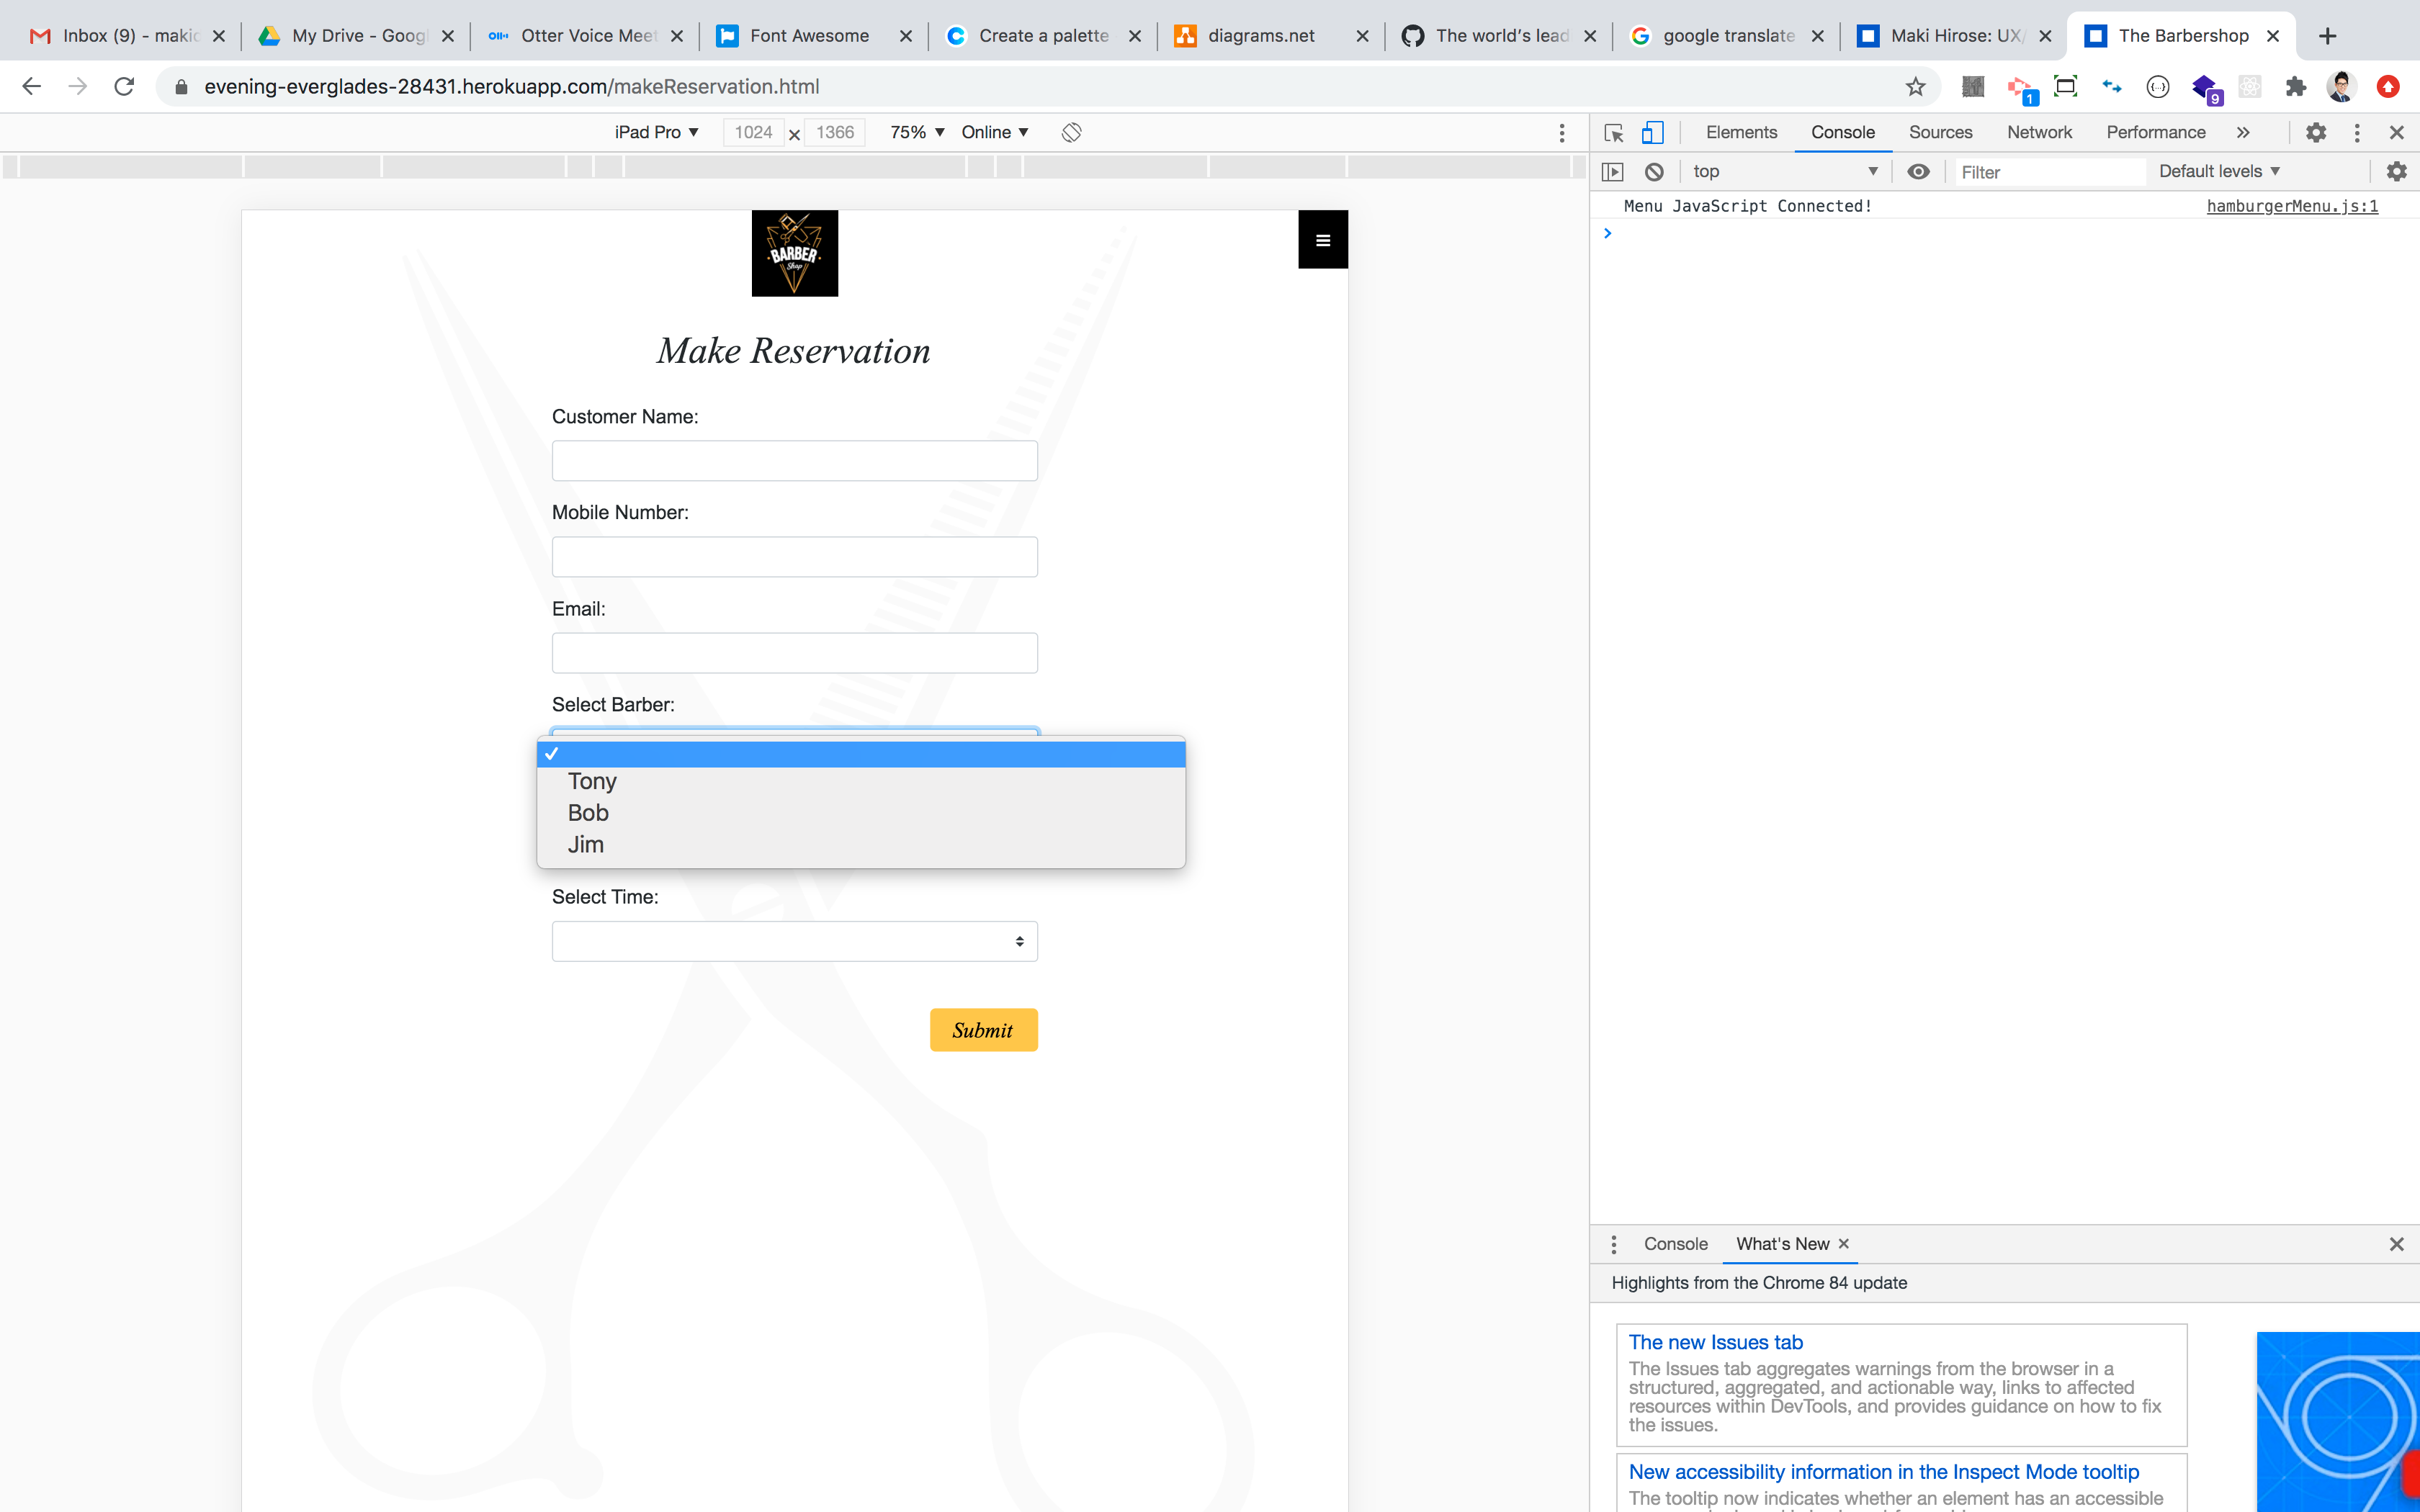 Inbox (9) - makio
My Drive - Googl
Otter Voice Meet
Font Awesome
Create a palette
diagrams.net
The world's lead
google translate
Maki Hirose: UX/
The Barbershop
evening-everglades-28431.herokuapp.com/makeReservation.html
1
9
iPad Pro
1024
1366
75%
Online
Elements
Console
Sources
Network
Performance
top
Filter
Default levels
Menu JavaScript Connected!
hamburgerMenu.js:1
BARBER
Shop
Make Reservation
Customer Name:
Mobile Number:
Email:
Select Barber:
Tony
Bob
Jim
Select Time:
Submit
Console
What's New
Highlights from the Chrome 84 update
The new Issues tab
The Issues tab aggregates warnings from the browser in a
structured, aggregated, and actionable way, links to affected
resources within DevTools, and provides guidance on how to fix
the issues.
New accessibility information in the Inspect Mode tooltip
The tooltip now indicates whether an element has an accessible